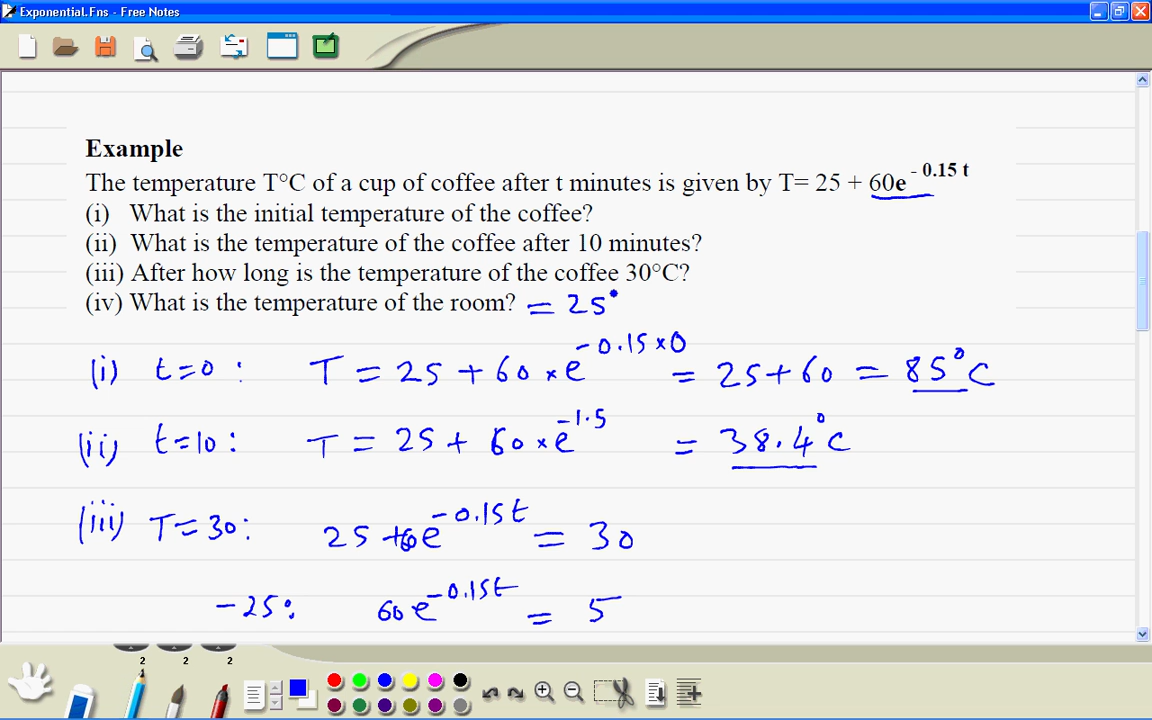 Exponential.Fns - Free Notes
Example
The temperature T°C of a cup of coffee after t minutes is given by T= 25 + 60e^- 0.15 t
(i) What is the initial temperature of the coffee?
(ii) What is the temperature of the coffee after 10 minutes?
(iii) After how long is the temperature of the coffee 30°C?
(iv) What is the temperature of the room? = 25°
(i) t=0 : T = 25 + 60 × e^-0.15×0 = 25+60 = 85°C
(ii) t=10 : T = 25 + 60 × e^-1.5 = 38.4°C
(iii) T=30: 25 + 60e^-0.15t = 30
-25: 60e^-0.15t = 5
2 2 2